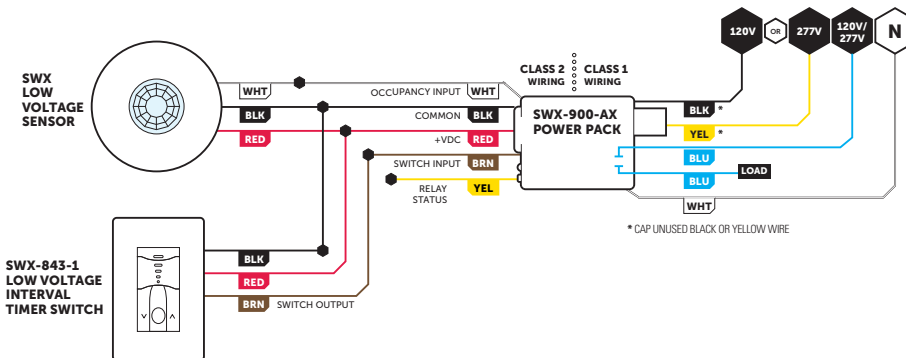 120V
OR
277V
120V/
277V
N
SWX
LOW
VOLTAGE
SENSOR
CLASS 2
WIRING
CLASS 1
WIRING
WHT
OCCUPANCY INPUT
WHT
BLK
COMMON
BLK
RED
+VDC
RED
SWITCH INPUT
BRN
RELAY
STATUS
YEL
SWX-900-AX
POWER PACK
BLK *
YEL *
BLU
BLU
LOAD
WHT
* CAP UNUSED BLACK OR YELLOW WIRE
SWX-843-1
LOW VOLTAGE
INTERVAL
TIMER SWITCH
BLK
RED
BRN
SWITCH OUTPUT